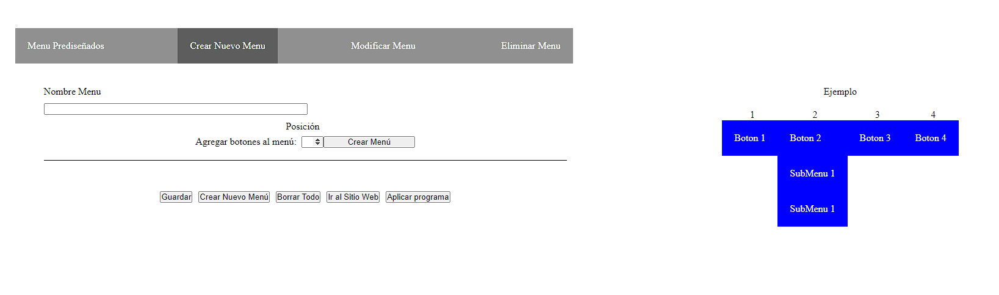 Menu Prediseñados Crear Nuevo Menu Modificar Menu Eliminar Menu
Nombre Menu
Posición
Agregar botones al menú: Crear Menú
Guardar Crear Nuevo Menú Borrar Todo Ir al Sitio Web Aplicar programa
Ejemplo
1 2 3 4
Boton 1 Boton 2 Boton 3 Boton 4
SubMenu 1
SubMenu 1